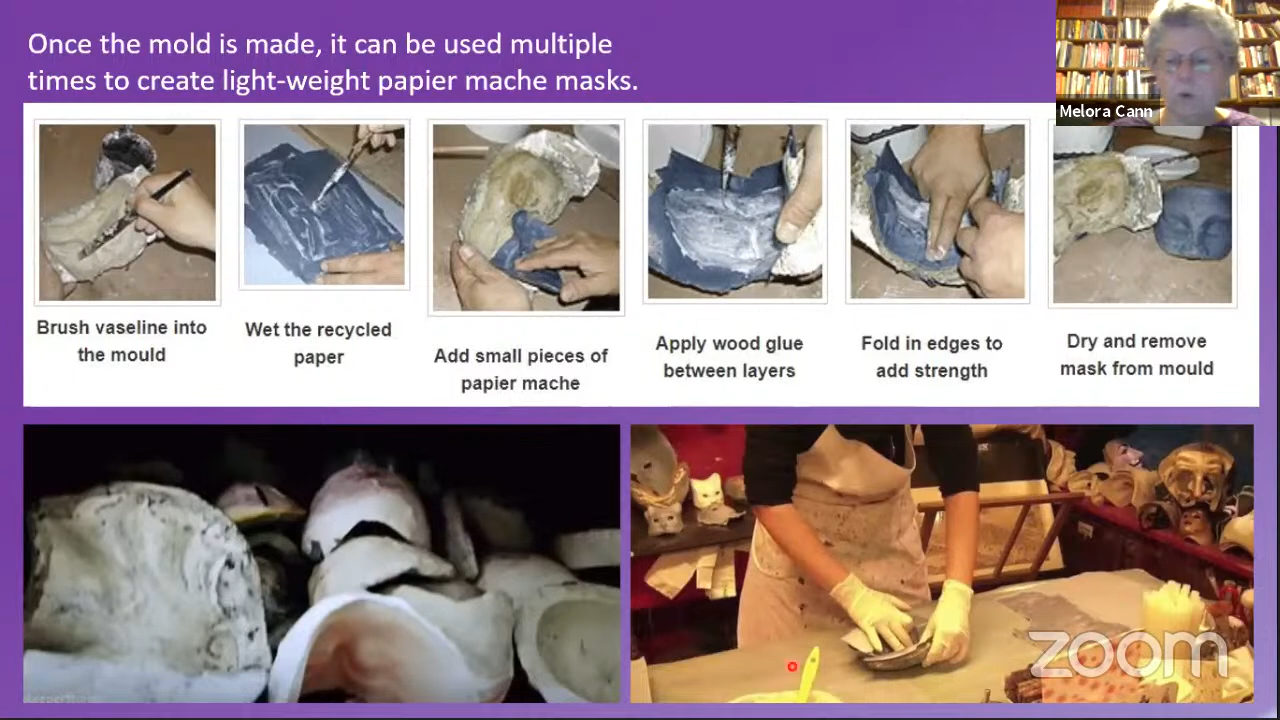 Once the mold is made, it can be used multiple
times to create light-weight papier mache masks.
Melora Cann
Brush vaseline into
the mould
Wet the recycled
paper
Add small pieces of
papier mache
Apply wood glue
between layers
Fold in edges to
add strength
Dry and remove
mask from mould
zoom